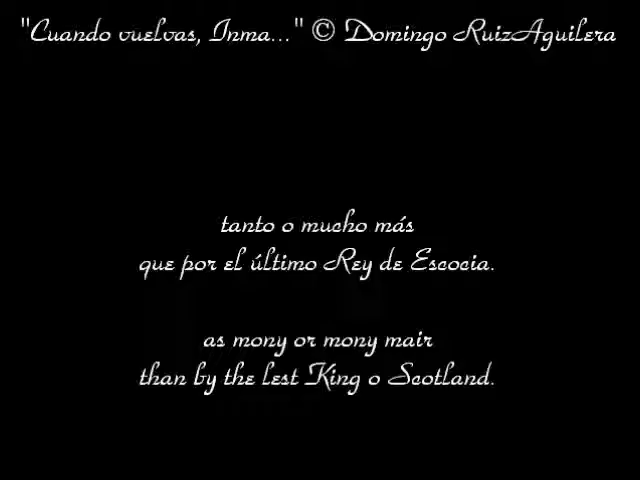 "Cuando vuelvas, Inma..." © Domingo RuizAguilera
tanto o mucho más
que por el último Rey de Escocia.
as mony or mony mair
than by the lest King o Scotland.